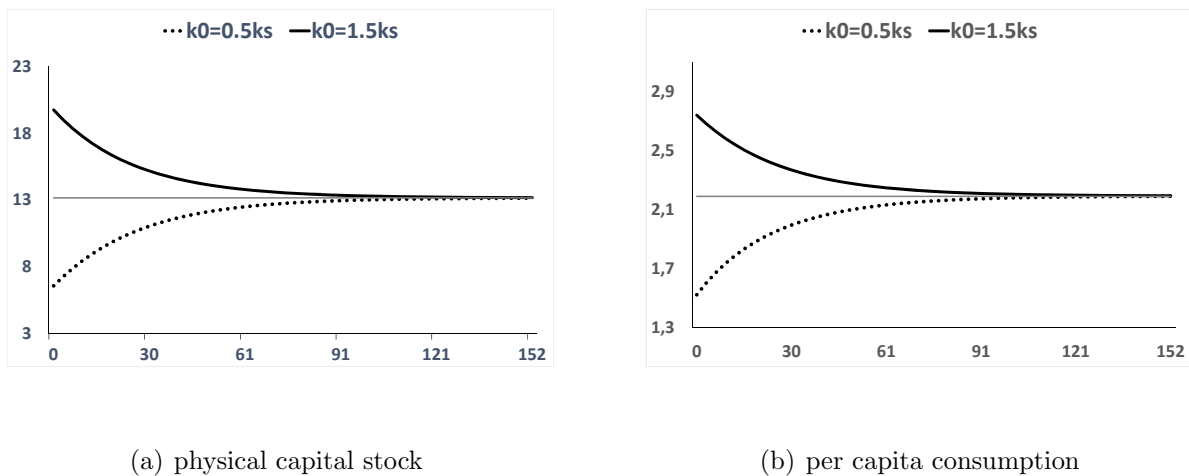 k0=0.5ks k0=1.5ks
23
18
13
8
3
0 30 61 91 121 152
(a) physical capital stock
k0=0.5ks k0=1.5ks
2,9
2,5
2,1
1,7
1,3
0 30 61 91 121 152
(b) per capita consumption